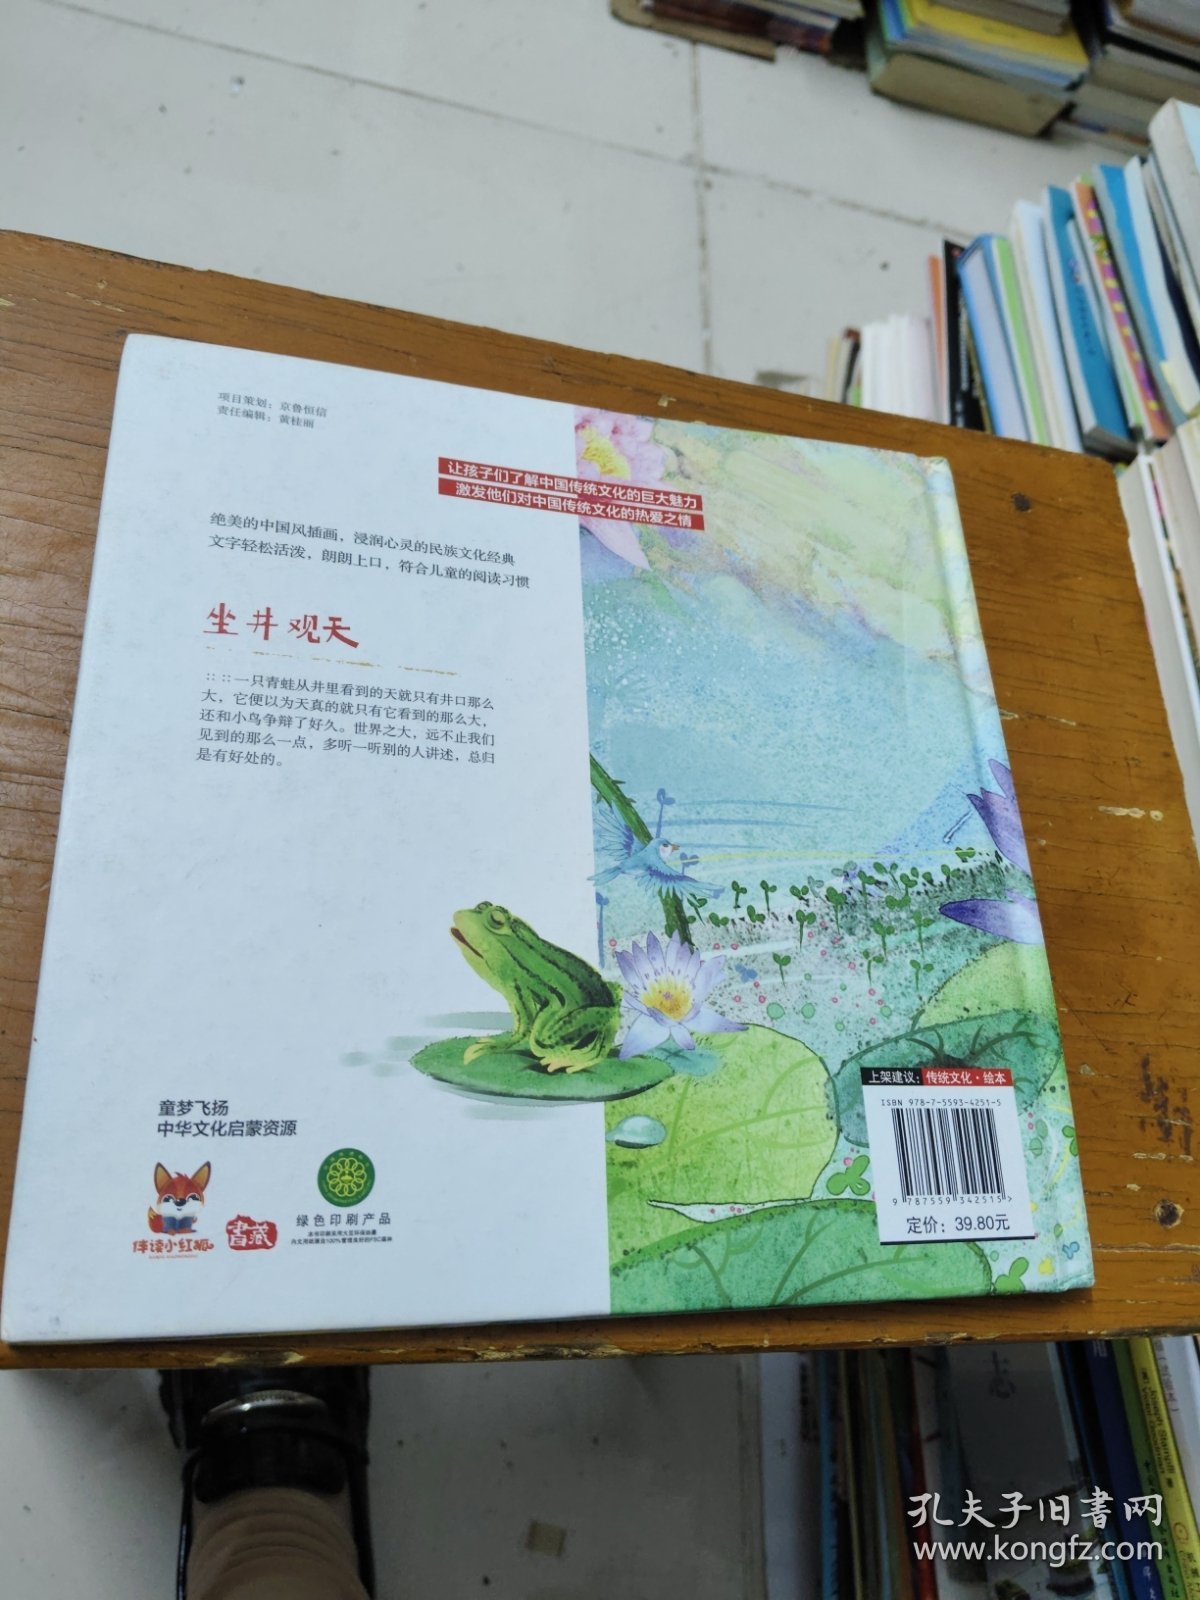 项目策划：京鲁恒信
责任编辑：黄桂丽
让孩子们了解中国传统文化的巨大魅力
激发他们对中国传统文化的热爱之情
绝美的中国风插画，浸润心灵的民族文化经典
文字轻松活泼，朗朗上口，符合儿童的阅读习惯
坐井观天
：：：：一只青蛙从井里看到的天就只有井口那么
大，它便以为天真的就只有它看到的那么大，
还和小鸟争辩了好久。世界之大，远不止我们
见到的那么一点，多听一听别的人讲述，总归
是有好处的。
童梦飞扬
中华文化启蒙资源
伴读小红狐
書藏
绿色印刷产品
上架建议：传统文化·绘本
ISBN 978-7-5593-4251-5
9 787559 342515>
定价：39.80元
志
孔夫子旧書网
www.kongfz.com